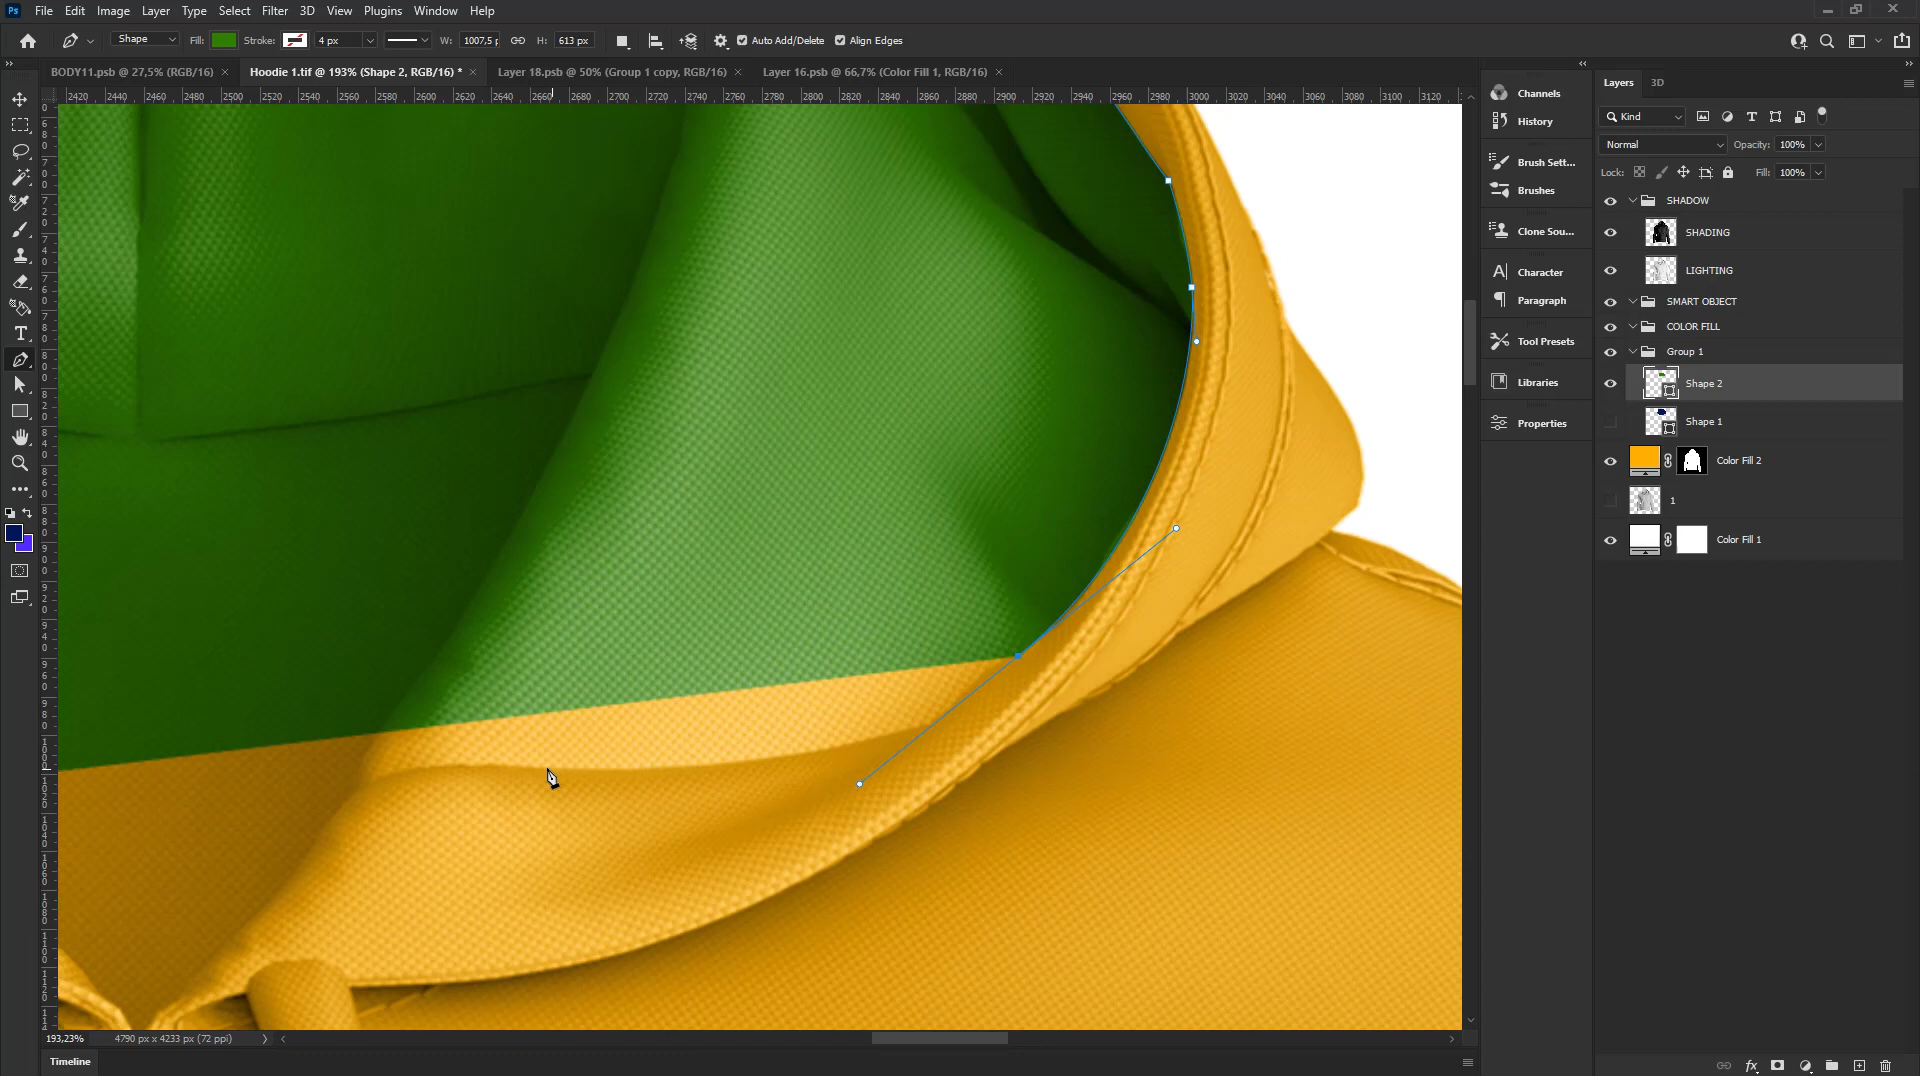 Ps File Edit Image Layer Type Select Filter 3D View Plugins Window Help
Shape Fill: Stroke: 4 px W: 1007,5 p H: 613 px Auto Add/Delete Align Edges
BODY11.psb @ 27,5% (RGB/16) × Hoodie 1.tif @ 193% (Shape 2, RGB/16) * × Layer 18.psb @ 50% (Group 1 copy, RGB/16) × Layer 16.psb @ 66,7% (Color Fill 1, RGB/16) ×
2420 2440 2460 2480 2500 2520 2540 2560 2580 2600 2620 2640 2660 2680 2700 2720 2740 2760 2780 2800 2820 2840 2860 2880 2900 2920 2940 2960 2980 3000 3020 3040 3060 3080 3100 3120
Channels
History
Brush Sett...
Brushes
Clone Sou...
Character
Paragraph
Tool Presets
Libraries
Properties
Layers 3D
Kind
Normal Opacity: 100%
Lock: Fill: 100%
SHADOW
SHADING
LIGHTING
SMART OBJECT
COLOR FILL
Group 1
Shape 2
Shape 1
Color Fill 2
1
Color Fill 1
193,23% 4790 px x 4233 px (72 ppi)
Timeline